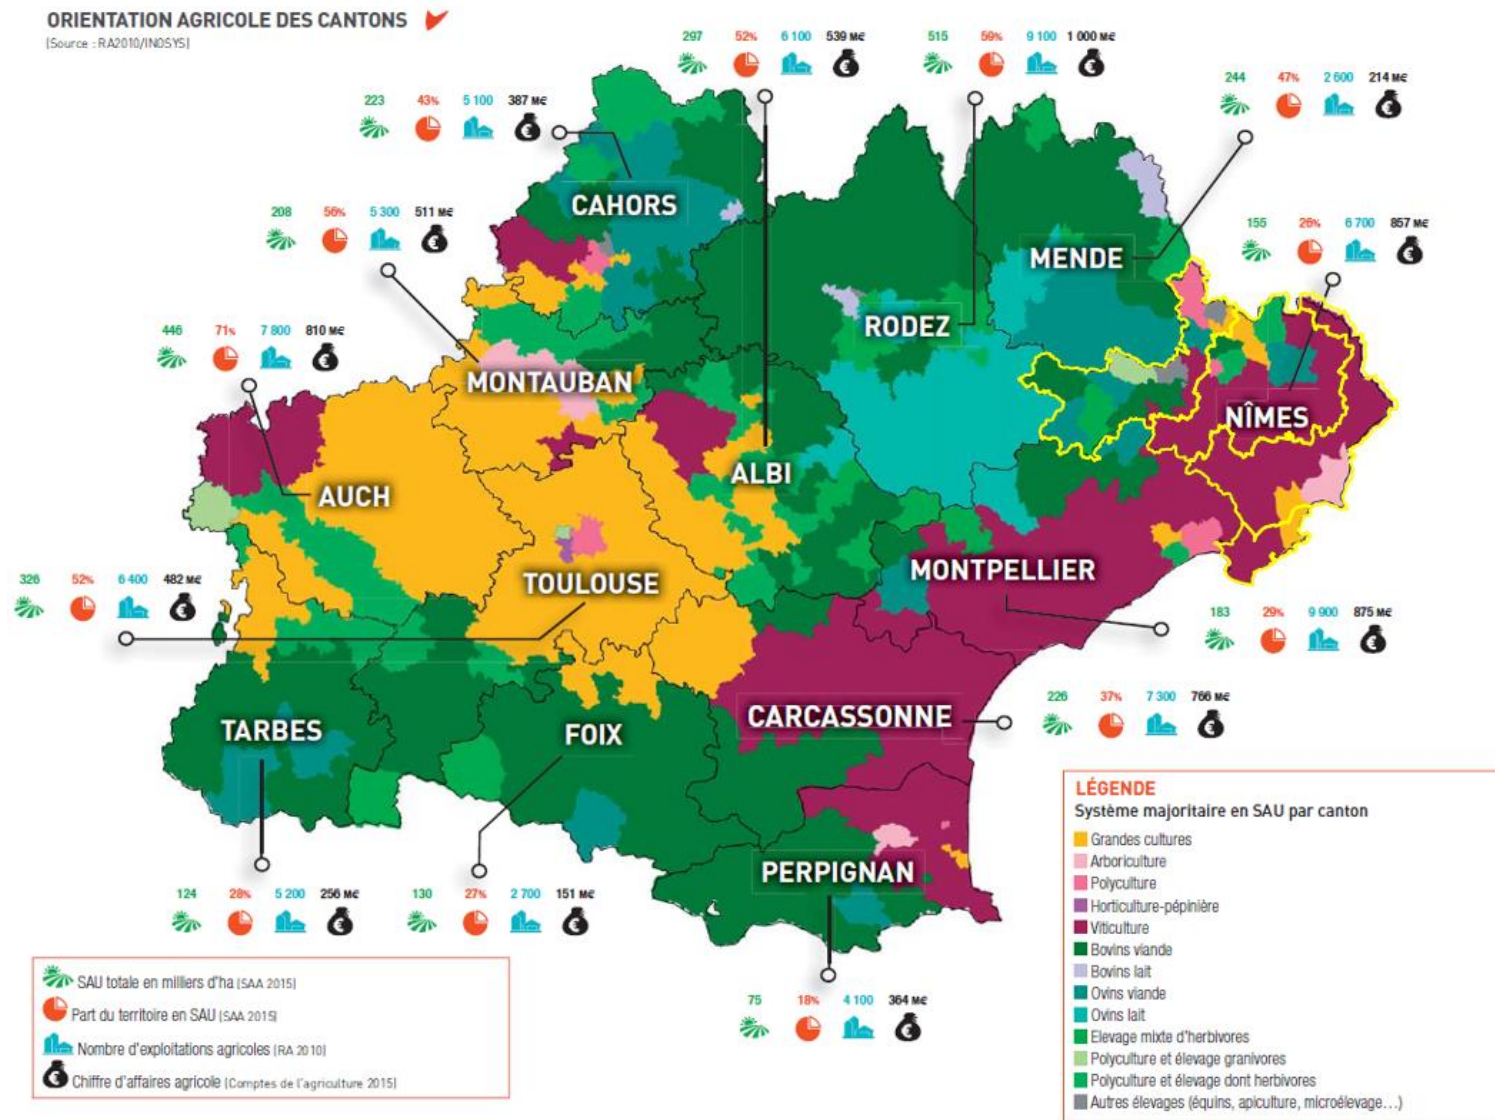 ORIENTATION AGRICOLE DES CANTONS
(Source : RA2010/INOSYS)
297 52% 6 100 539 M€
515 59% 9 100 1 000 M€
244 47% 2 600 214 M€
223 43% 5 100 387 M€
CAHORS
208 56% 5 300 511 M€
155 26% 6 700 857 M€
MENDE
RODEZ
446 71% 7 800 810 M€
MONTAUBAN
NÎMES
ALBI
AUCH
MONTPELLIER
TOULOUSE
326 52% 6 400 482 M€
183 29% 9 900 875 M€
226 37% 7 300 766 M€
CARCASSONNE
TARBES
FOIX
PERPIGNAN
124 28% 5 200 256 M€
130 27% 2 700 151 M€
75 18% 4 100 364 M€
SAU totale en milliers d'ha (SAA 2015)
Part du territoire en SAU (SAA 2015)
Nombre d'exploitations agricoles (RA 2010)
Chiffre d'affaires agricole (Comptes de l'agriculture 2015)
LÉGENDE
Système majoritaire en SAU par canton
Grandes cultures
Arboriculture
Polyculture
Horticulture-pépinière
Viticulture
Bovins viande
Bovins lait
Ovins viande
Ovins lait
Elevage mixte d'herbivores
Polyculture et élevage granivores
Polyculture et élevage dont herbivores
Autres élevages (équins, apiculture, microélevage...)